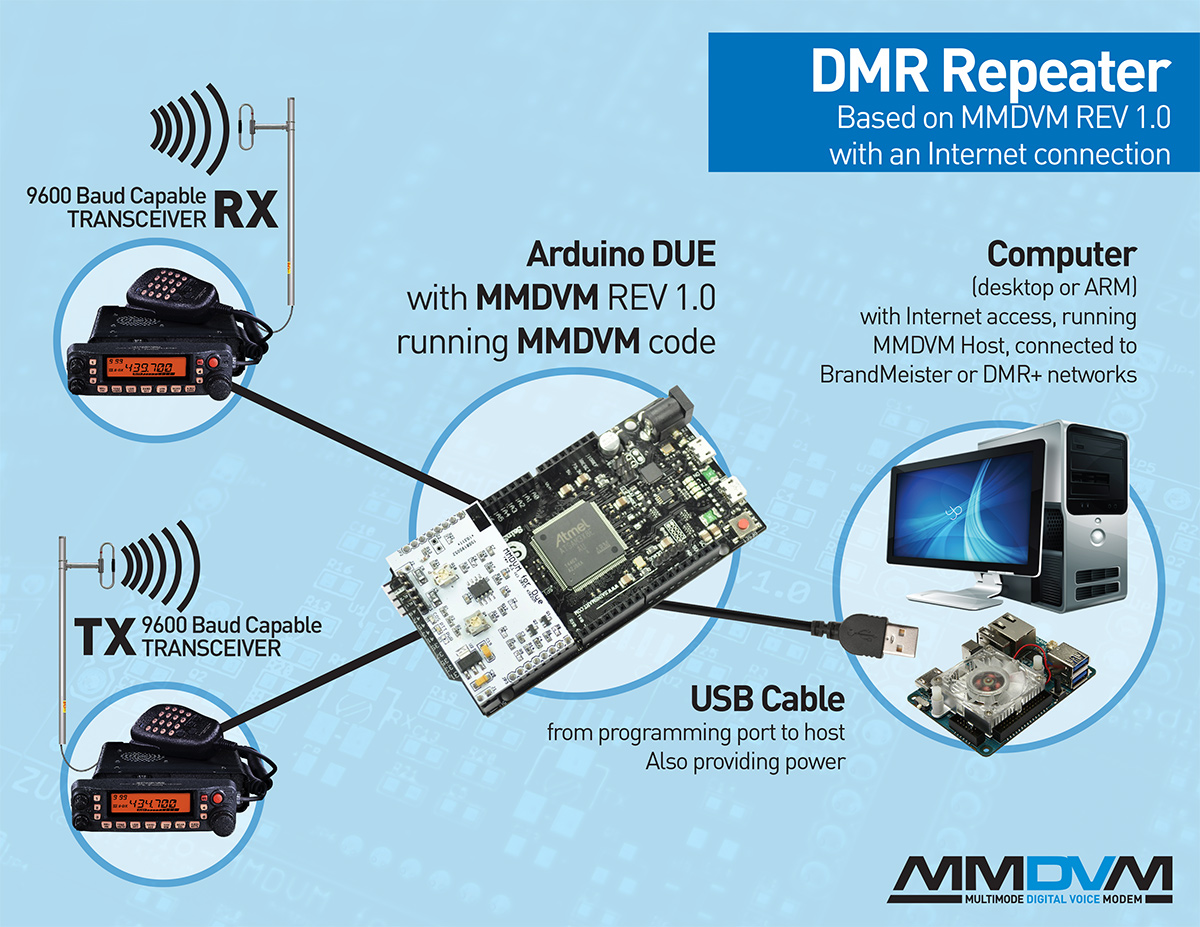 DMR Repeater
Based on MMDVM REV 1.0
with an Internet connection
9600 Baud Capable
TRANSCEIVER
RX
439.700
Arduino DUE
with MMDVM REV 1.0
running MMDVM code
Computer
(desktop or ARM)
with Internet access, running
MMDVM Host, connected to
BrandMeister or DMR+ networks
Atmel
MMDVM for Due
TX
9600 Baud Capable
TRANSCEIVER
434.700
USB Cable
from programming port to host
Also providing power
MMDVM
MULTIMODE DIGITAL VOICE MODEM